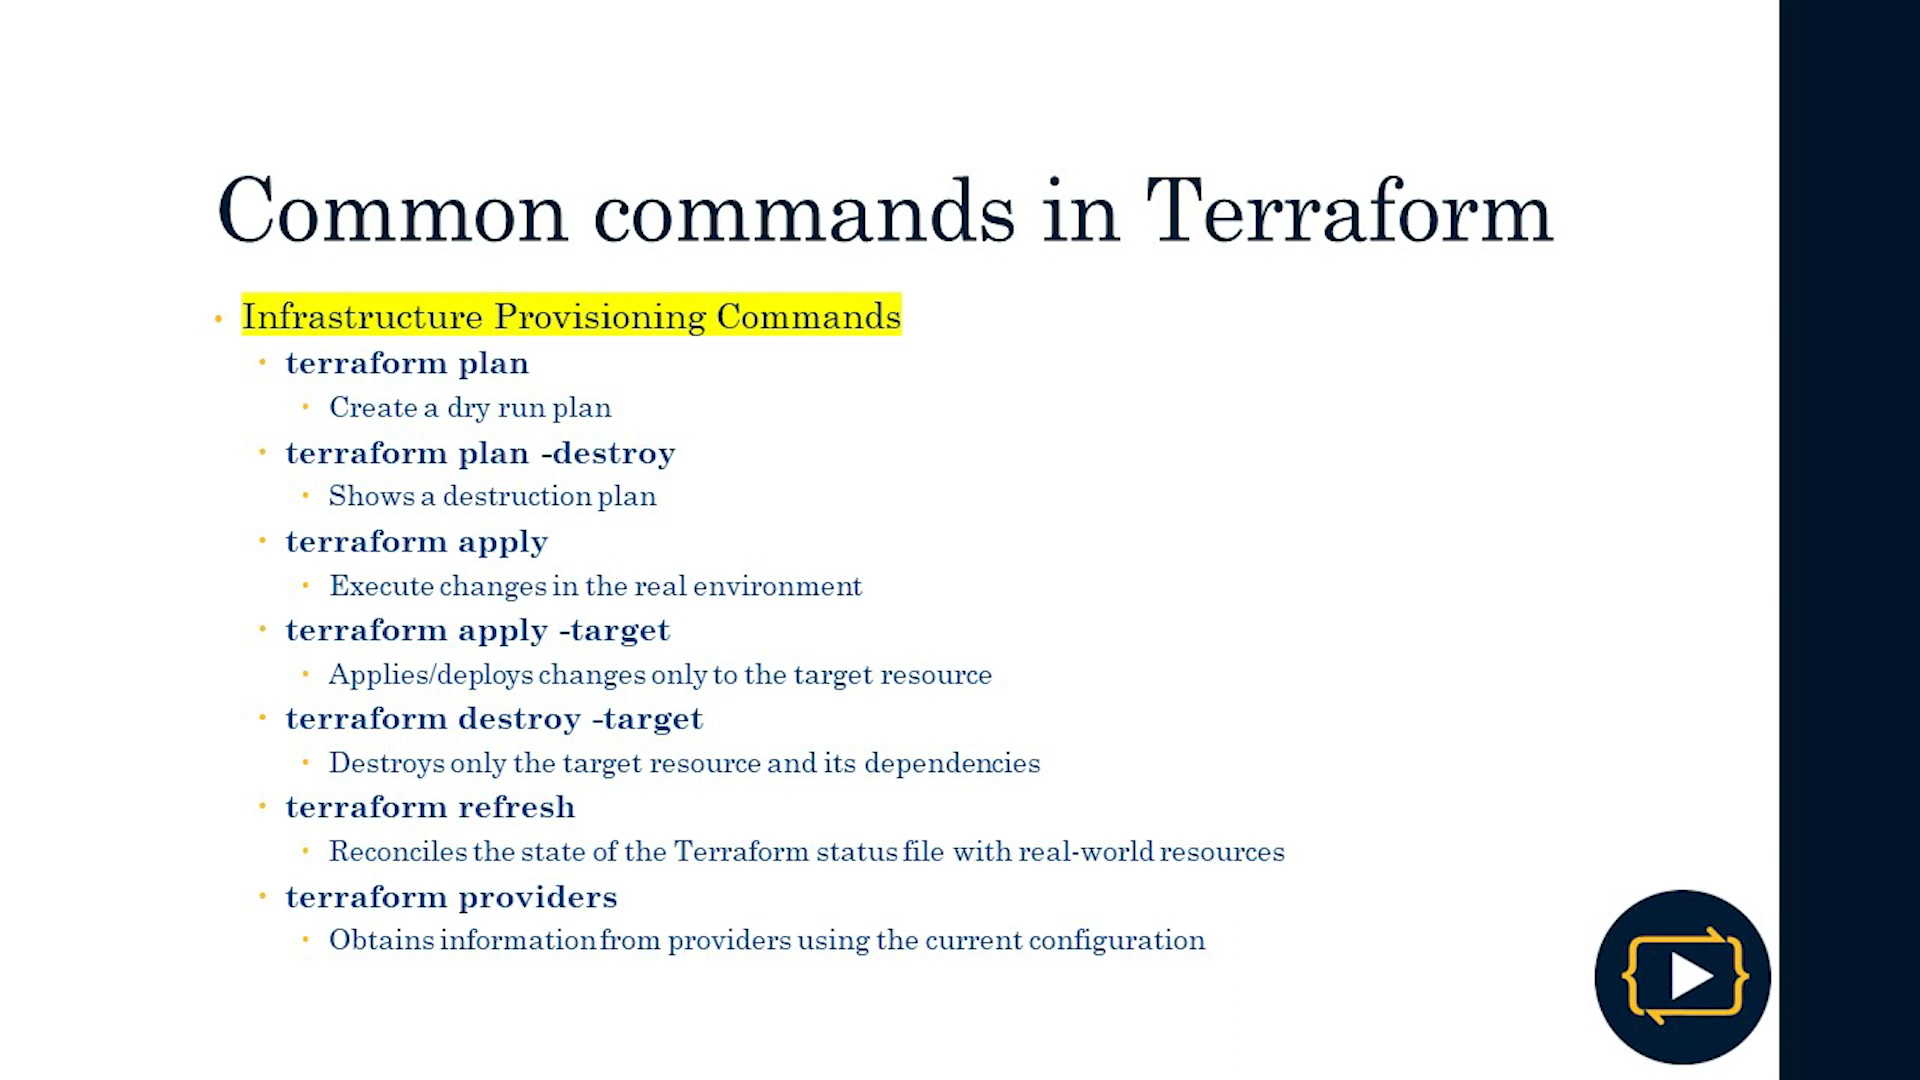 Common commands in Terraform
Infrastructure Provisioning Commands
terraform plan
Create a dry run plan
terraform plan -destroy
Shows a destruction plan
terraform apply
Execute changes in the real environment
terraform apply -target
Applies/deploys changes only to the target resource
terraform destroy -target
Destroys only the target resource and its dependencies
terraform refresh
Reconciles the state of the Terraform status file with real-world resources
terraform providers
Obtains information from providers using the current configuration